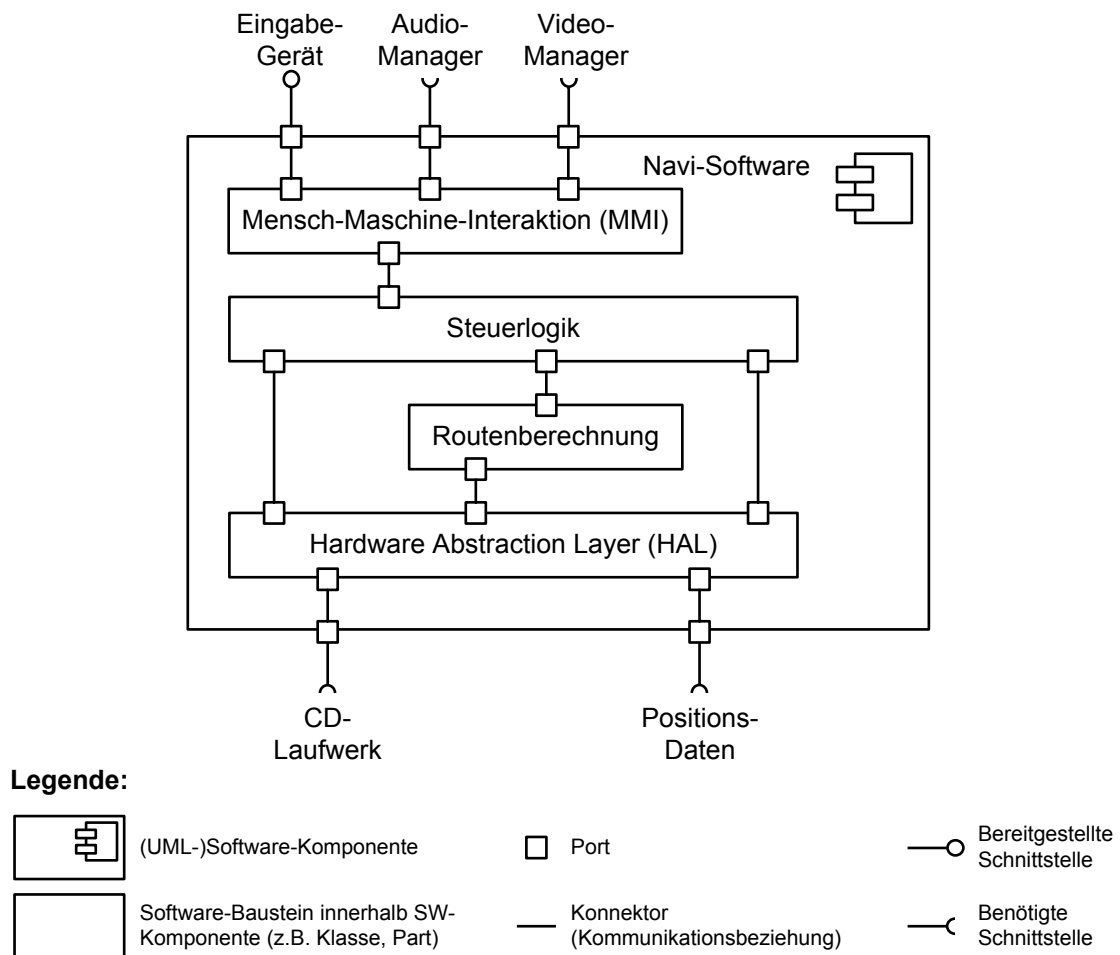 Eingabe-
Gerät
Audio-
Manager
Video-
Manager
Navi-Software
Mensch-Maschine-Interaktion (MMI)
Steuerlogik
Routenberechnung
Hardware Abstraction Layer (HAL)
CD-
Laufwerk
Positions-
Daten
Legende:
(UML-)Software-Komponente
Port
Bereitgestellte
Schnittstelle
Software-Baustein innerhalb SW-
Komponente (z.B. Klasse, Part)
Konnektor
(Kommunikationsbeziehung)
Benötigte
Schnittstelle